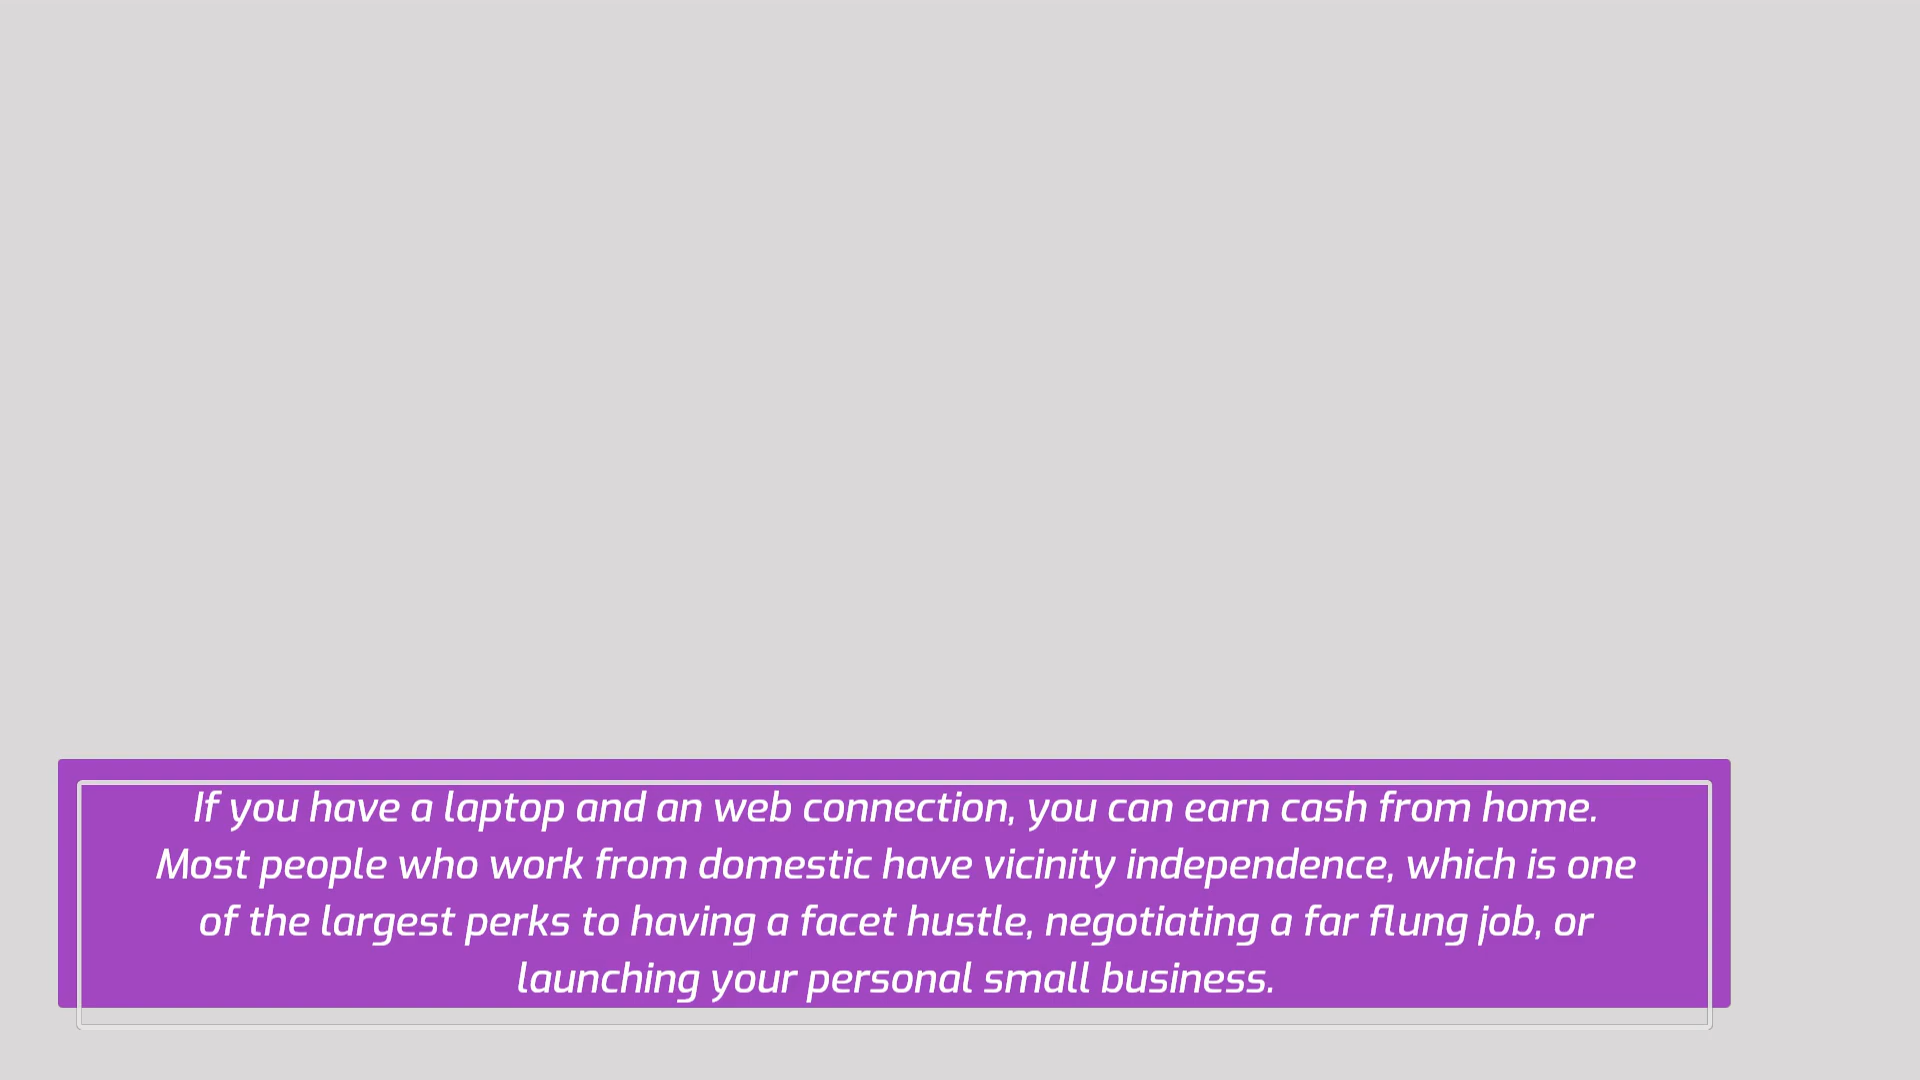 If you have a laptop and an web connection, you can earn cash from home.
Most people who work from domestic have vicinity independence, which is one
of the largest perks to having a facet hustle, negotiating a far flung job, or
launching your personal small business.